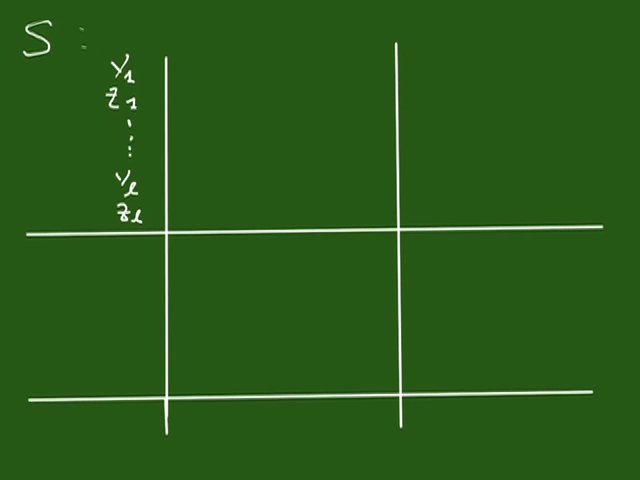 S :
y₁
z₁
⋮
yₗ
zₗ